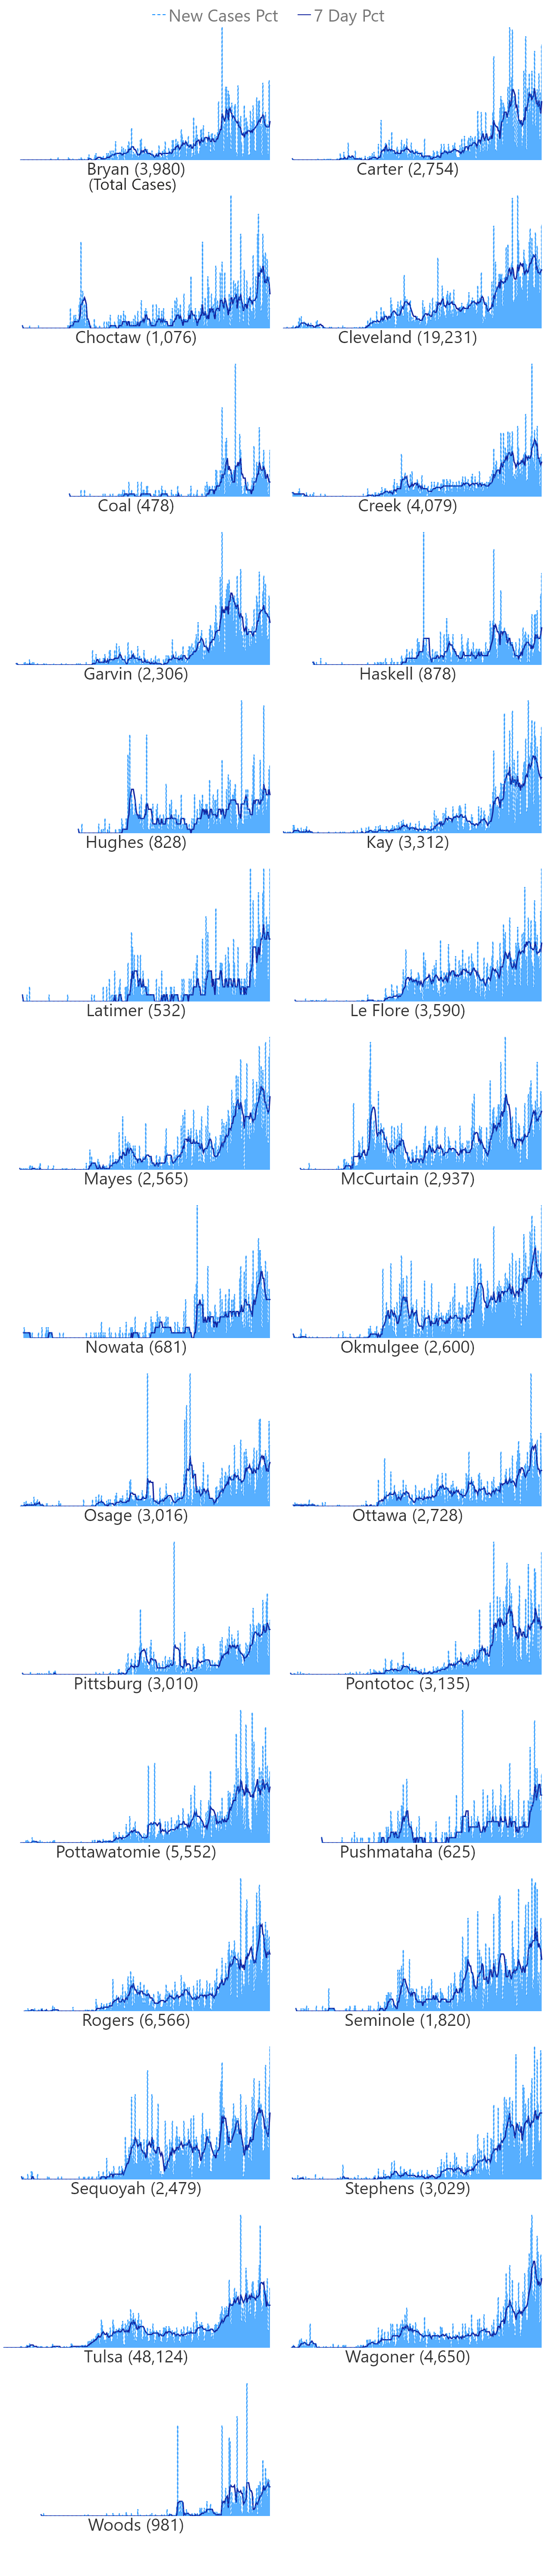 New Cases Pct 7 Day Pct
Bryan (3,980) Carter (2,754)
(Total Cases)
Choctaw (1,076) Cleveland (19,231)
Coal (478) Creek (4,079)
Garvin (2,306) Haskell (878)
Hughes (828) Kay (3,312)
Latimer (532) Le Flore (3,590)
Mayes (2,565) McCurtain (2,937)
Nowata (681) Okmulgee (2,600)
Osage (3,016) Ottawa (2,728)
Pittsburg (3,010) Pontotoc (3,135)
Pottawatomie (5,552) Pushmataha (625)
Rogers (6,566) Seminole (1,820)
Sequoyah (2,479) Stephens (3,029)
Tulsa (48,124) Wagoner (4,650)
Woods (981)